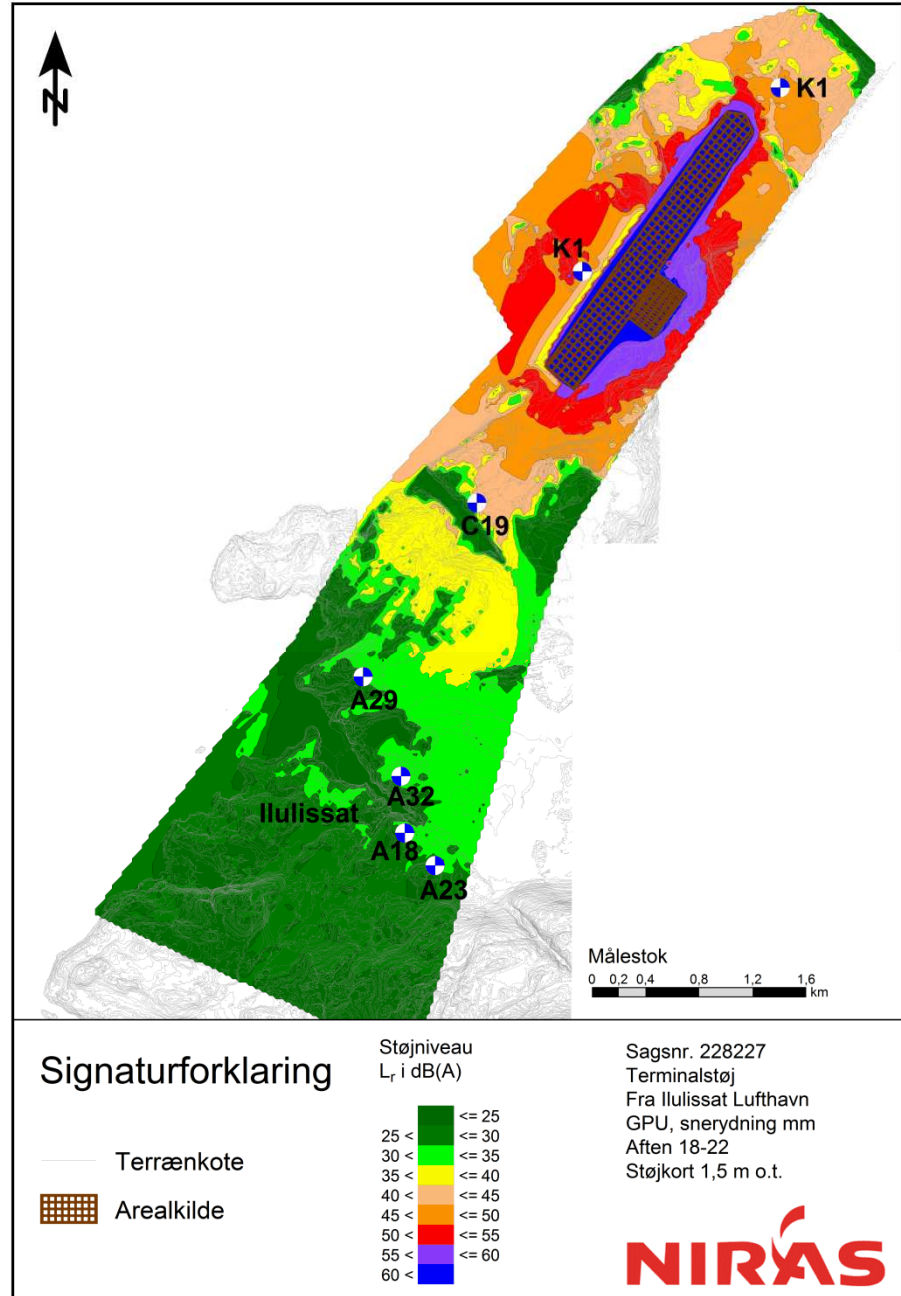 N
K1
K1
C19
A29
A32
Ilulissat
A18
A23
Målestok
0 0,2 0,4 0,8 1,2 1,6
km
Signaturforklaring
Terrænkote
Arealkilde
Støjniveau
Lr i dB(A)
<= 25
25 < <= 30
30 < <= 35
35 < <= 40
40 < <= 45
45 < <= 50
50 < <= 55
55 < <= 60
60 <
Sagsnr. 228227
Terminalstøj
Fra Ilulissat Lufthavn
GPU, snerydning mm
Aften 18-22
Støjkort 1,5 m o.t.
NIRAS